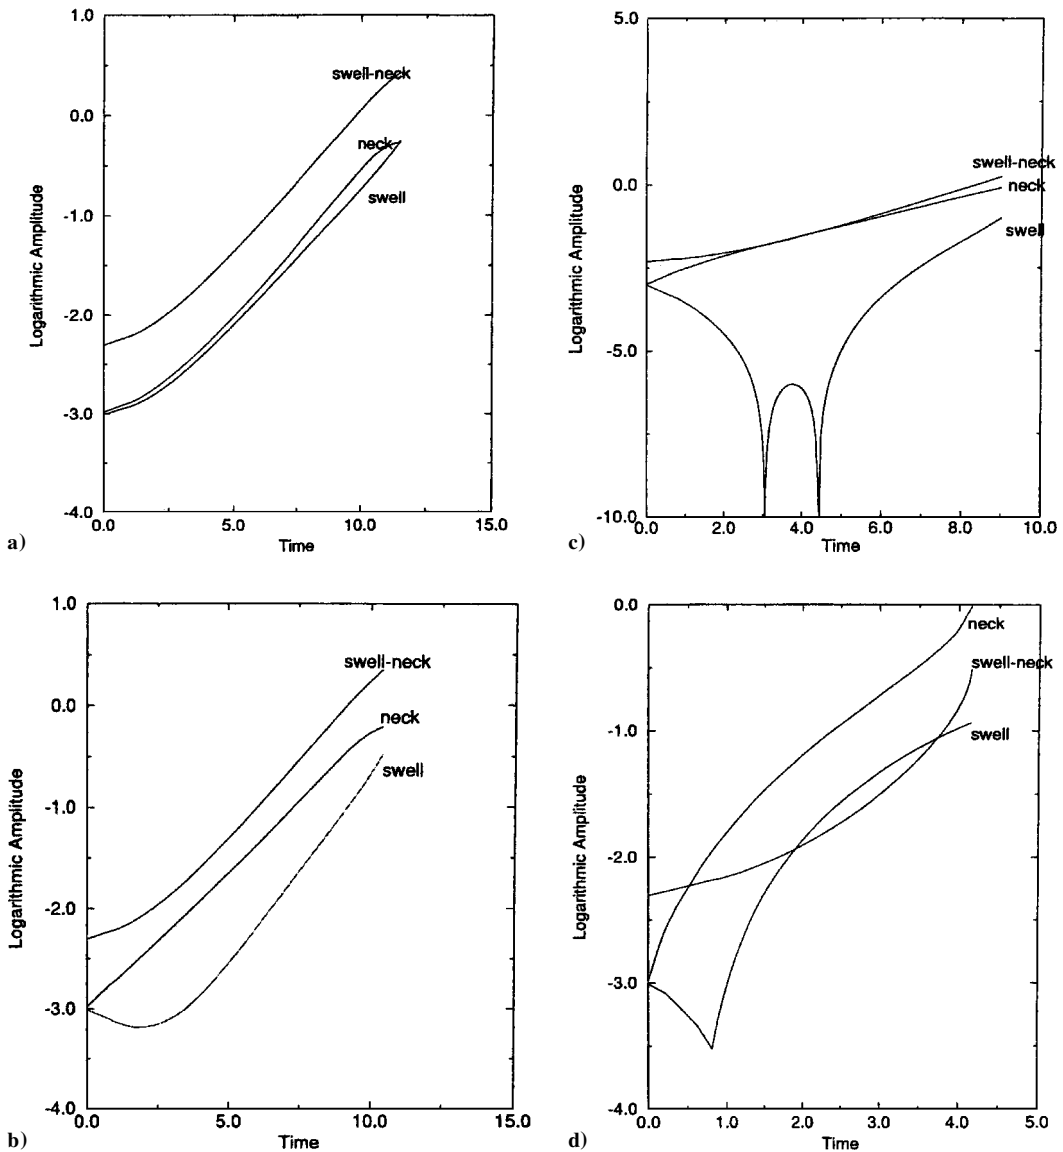 1.0
swell-neck
0.0
neck
-1.0
swell
-2.0
-3.0
-4.0
0.0 5.0 10.0 15.0
Time
Logarithmic Amplitude
a)
5.0
swell-neck
0.0
neck
swell
-5.0
-10.0
0.0 2.0 4.0 6.0 8.0 10.0
Time
Logarithmic Amplitude
c)
1.0
swell-neck
0.0
neck
swell
-1.0
-2.0
-3.0
-4.0
0.0 5.0 10.0 15.0
Time
Logarithmic Amplitude
b)
0.0
neck
swell-neck
-1.0
swell
-2.0
-3.0
-4.0
0.0 1.0 2.0 3.0 4.0 5.0
Time
Logarithmic Amplitude
d)